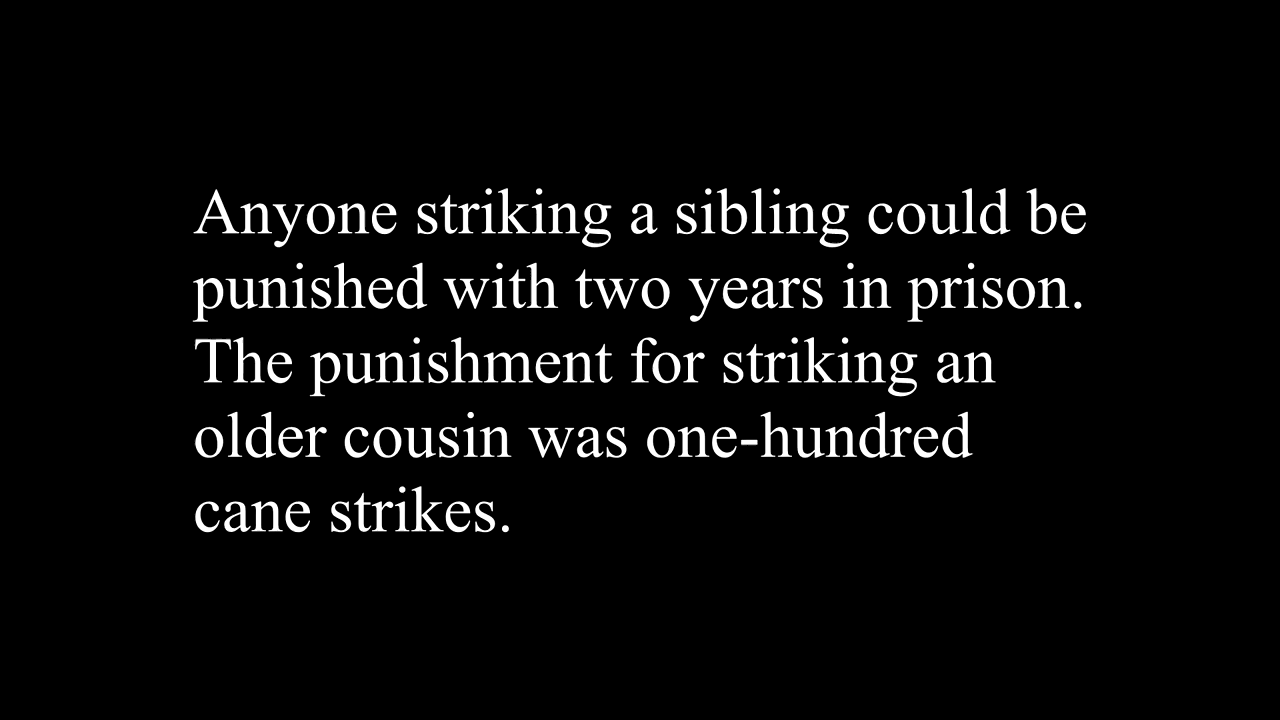 Anyone striking a sibling could be
punished with two years in prison.
The punishment for striking an
older cousin was one-hundred
cane strikes.